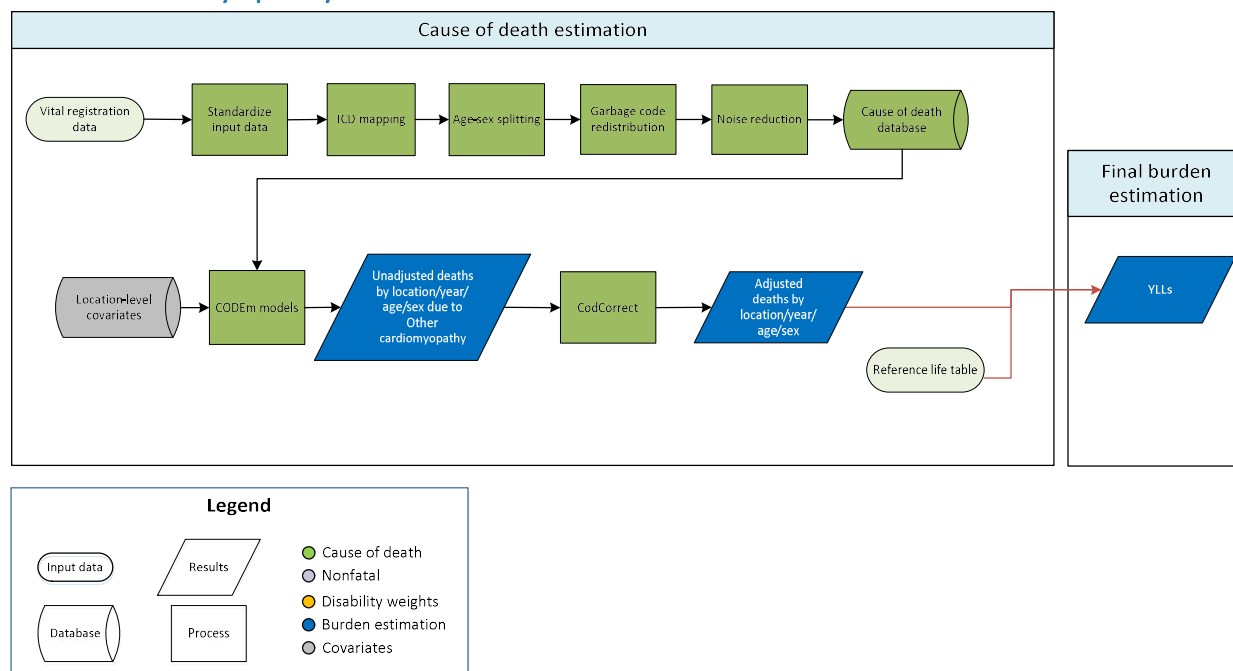 Cause of death estimation
Vital registration
data
Standardize
input data
ICD mapping
Age-sex splitting
Garbage code
redistribution
Noise reduction
Cause of death
database
Final burden
estimation
Location-level
covariates
CODEm models
Unadjusted deaths
by location/year/
age/sex due to
Other
cardiomyopathy
CodCorrect
Adjusted
deaths by
location/year/
age/sex
YLLs
Reference life table
Legend
Input data
Results
Database
Process
Cause of death
Nonfatal
Disability weights
Burden estimation
Covariates